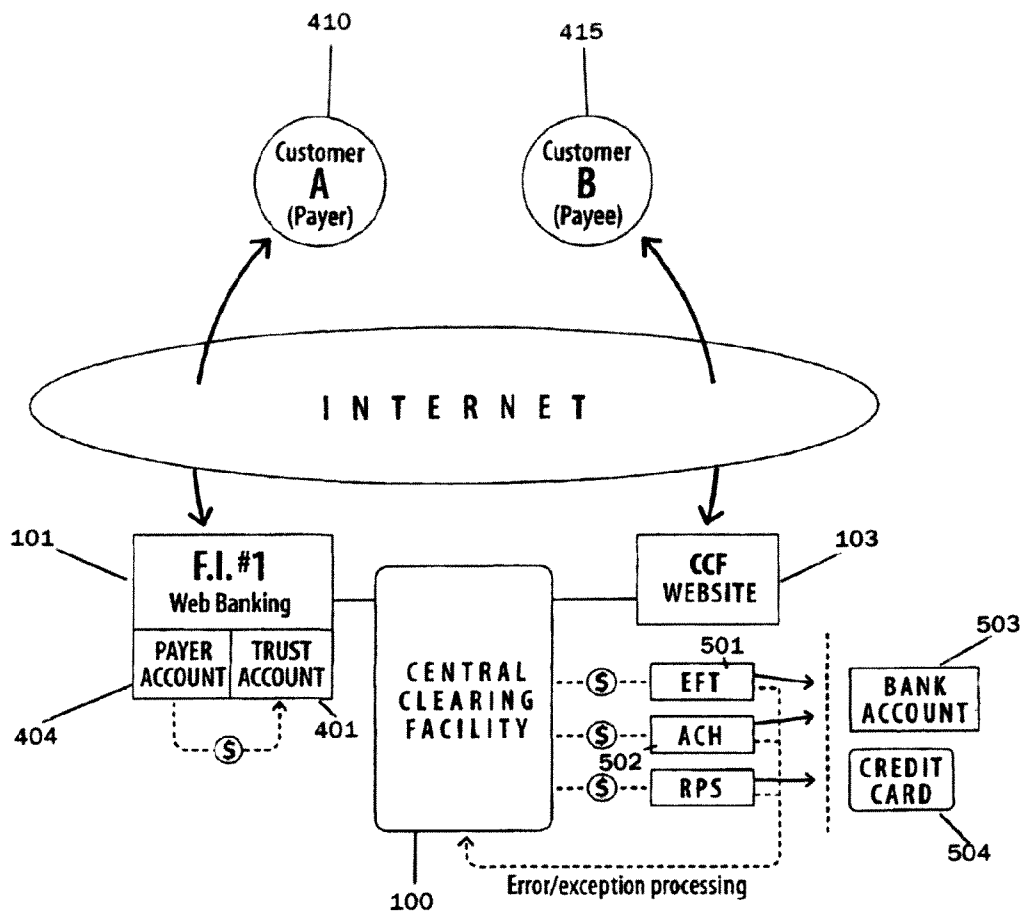 410
415
Customer
A
(Payer)
Customer
B
(Payee)
INTERNET
101
F.I. #1
Web Banking
PAYER
ACCOUNT
TRUST
ACCOUNT
404
$
401
CENTRAL
CLEARING
FACILITY
100
CCF
WEBSITE
103
501
$
EFT
$
ACH
502
$
RPS
503
BANK
ACCOUNT
CREDIT
CARD
504
Error/exception processing